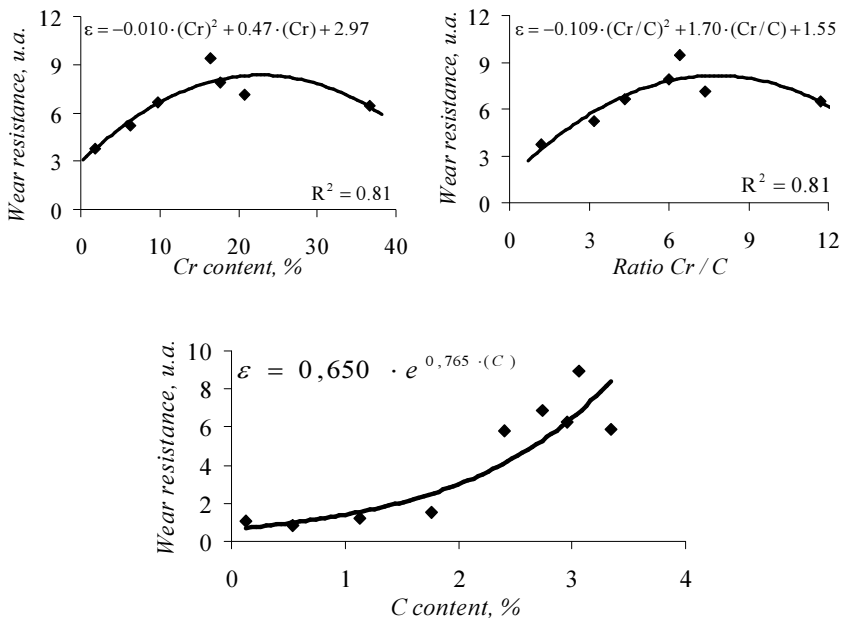 12
ε = −0.010·(Cr)² + 0.47·(Cr) + 2.97
9
6
3
0
R² = 0.81
0 10 20 30 40
Cr content, %
Wear resistance, u.a.
12
ε = −0.109·(Cr/C)² + 1.70·(Cr/C) + 1.55
9
6
3
0
R² = 0.81
0 3 6 9 12
Ratio Cr / C
Wear resistance, u.a.
10
ε = 0,650 · e^0,765·(C)
8
6
4
2
0
0 1 2 3 4
C content, %
Wear resistance, u.a.